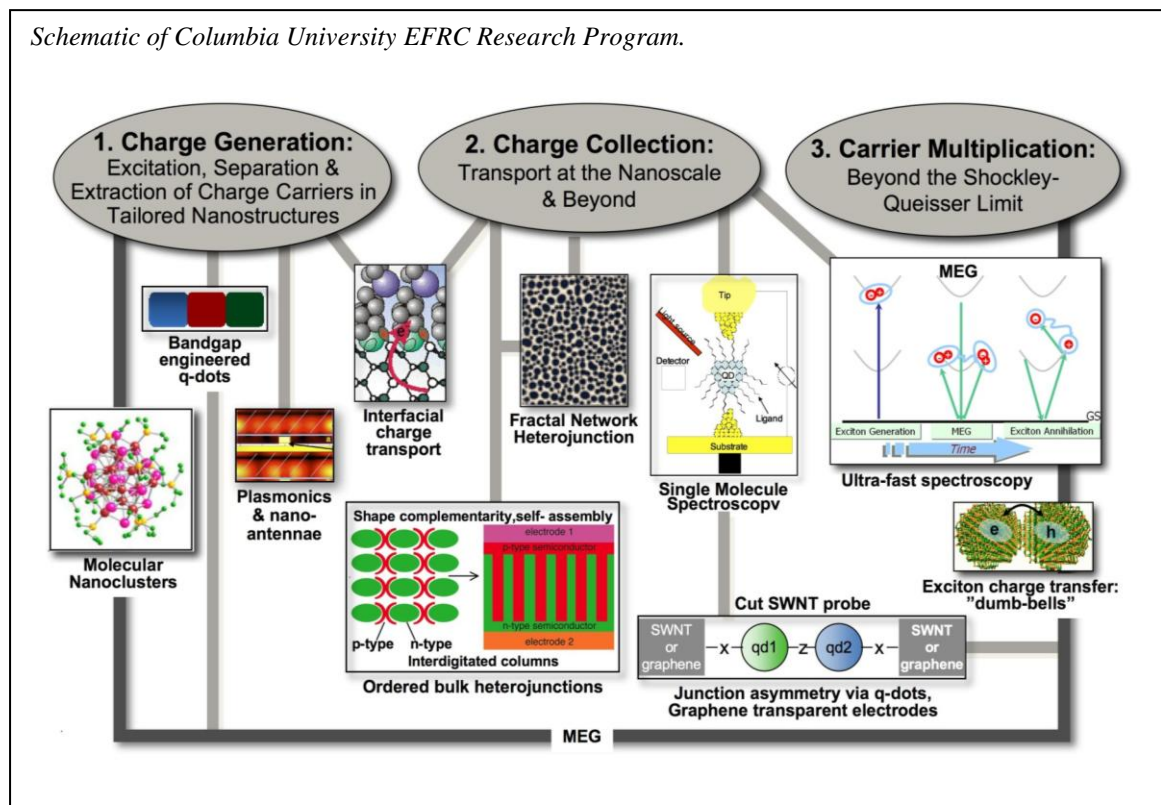 Schematic of Columbia University EFRC Research Program.
1. Charge Generation:
Excitation, Separation &
Extraction of Charge Carriers in
Tailored Nanostructures
2. Charge Collection:
Transport at the Nanoscale
& Beyond
3. Carrier Multiplication:
Beyond the Shockley-
Queisser Limit
Bandgap
engineered
q-dots
Molecular
Nanoclusters
Plasmonics
& nano-
antennae
e
Interfacial
charge
transport
Fractal Network
Heterojunction
Tip
Light source
Detector
QD
Ligand
Substrate
Single Molecule
Spectroscopy
MEG
GS
Exciton Generation
MEG
Exciton Annihilation
Time
Ultra-fast spectroscopy
e
h
Exciton charge transfer:
"dumb-bells"
Shape complementarity,self- assembly
electrode 1
p-type semiconductor
n-type semiconductor
electrode 2
p-type
n-type
Interdigitated columns
Ordered bulk heterojunctions
Cut SWNT probe
SWNT
or
graphene
x
qd1
z
qd2
x
SWNT
or
graphene
Junction asymmetry via q-dots,
Graphene transparent electrodes
MEG